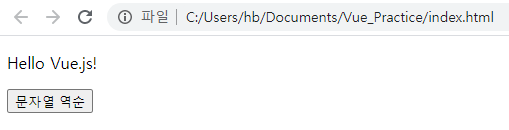 파일 C:/Users/hb/Documents/Vue_Practice/index.html
Hello Vue.js!
문자열 역순